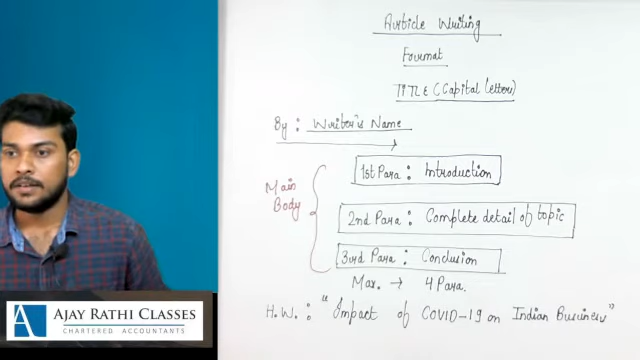 Article Writing
Format
TITLE (Capital letters)
By : Writer's Name
Main Body
1st Para : Introduction
2nd Para : Complete detail of topic
3rd Para : Conclusion
Max. → 4 Para.
H.W. : "Impact of COVID-19 on Indian Business"
A
AJAY RATHI CLASSES
CHARTERED ACCOUNTANTS